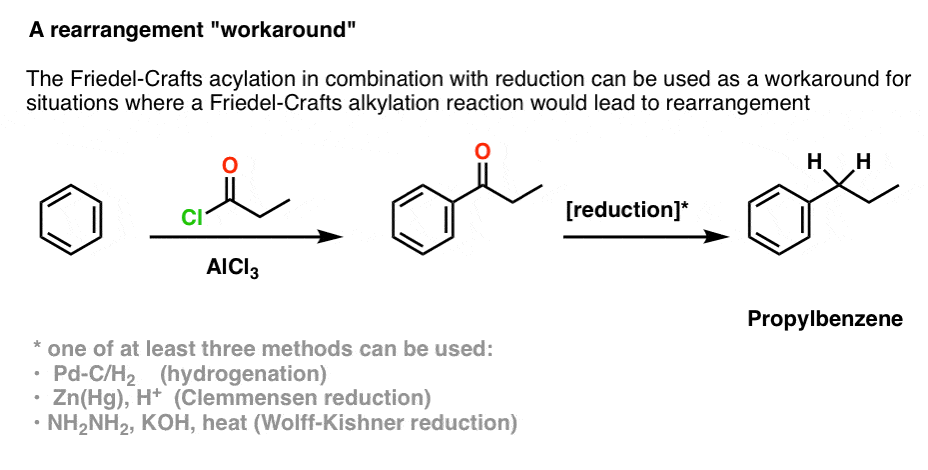 A rearrangement "workaround"
The Friedel-Crafts acylation in combination with reduction can be used as a workaround for
situations where a Friedel-Crafts alkylation reaction would lead to rearrangement
O
Cl
AlCl₃
O
[reduction]*
H H
Propylbenzene
* one of at least three methods can be used:
· Pd-C/H₂ (hydrogenation)
· Zn(Hg), H⁺ (Clemmensen reduction)
· NH₂NH₂, KOH, heat (Wolff-Kishner reduction)